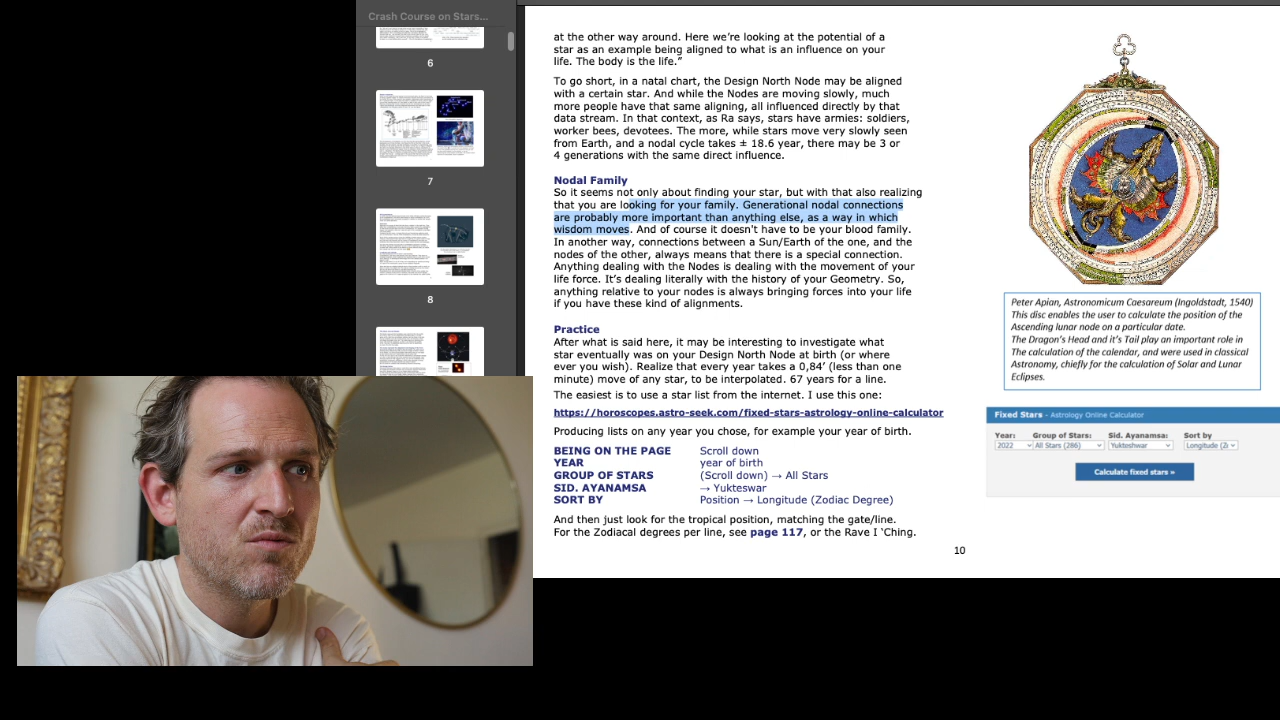 Crash Course on Stars...
6
7
8
at the other way around. Here we're looking at the potential of a
star as an example being aligned to what is an influence on your
life. The body is the life."
To go short, in a natal chart, the Design North Node may be aligned
with a certain star. And while the Nodes are moving slowly, much
more people have that same aligning, all influenced directly by that
data stream. In that context, as Ra says, stars have armies: soldiers,
worker bees, devotees. The more, while stars move very slowly seen
from Earth, and a nodal cycle takes ± 18.6 year, there may be 3 or
4 generations with the same direct influence.
Nodal Family
So it seems not only about finding your star, but with that also realizing
that you are looking for your family. Generational nodal connections
are probably more important than anything else, as a way in which
wisdom moves. And of course it doesn't have to be your blood family.
In another way, connections between a Sun/Earth of the one, and the
nodes of the other, always means that there is a special connection.
Anything dealing with the Nodes is dealing with the movement of your
life force. It's dealing literally with the history of your Geometry. So,
anything relative to your nodes is always bringing forces into your life
if you have these kind of alignments.
Practice
After what is said here, it may be interesting to investigate what
star eventually was on your Design North Node at birth (or where
ever you wish). Realize that every year takes a 0,84' (less than one
minute) move of any star, to be interpolated. 67 years for a line.
The easiest is to use a star list from the internet. I use this one:
https://horoscopes.astro-seek.com/fixed-stars-astrology-online-calculator
Producing lists on any year you chose, for example your year of birth.
BEING ON THE PAGE Scroll down
YEAR year of birth
GROUP OF STARS (Scroll down) → All Stars
SID. AYANAMSA → Yukteswar
SORT BY Position → Longitude (Zodiac Degree)
And then just look for the tropical position, matching the gate/line.
For the Zodiacal degrees per line, see page 117, or the Rave I 'Ching.
10
Peter Apian, Astronomicum Caesareum (Ingoldstadt, 1540)
This disc enables the user to calculate the position of the
Ascending lunar node on a particular date.
The Dragon's Head and it's Tail play an important role in
The calculation of the calendar, and were used in classical
Astronomy, chiefly for the calculation of Solar and Lunar
Eclipses.
Fixed Stars - Astrology Online Calculator
Year: Group of Stars: Sid. Ayanamsa: Sort by
2022 All Stars (286) Yukteshwar Longitude (Zo
Calculate fixed stars »